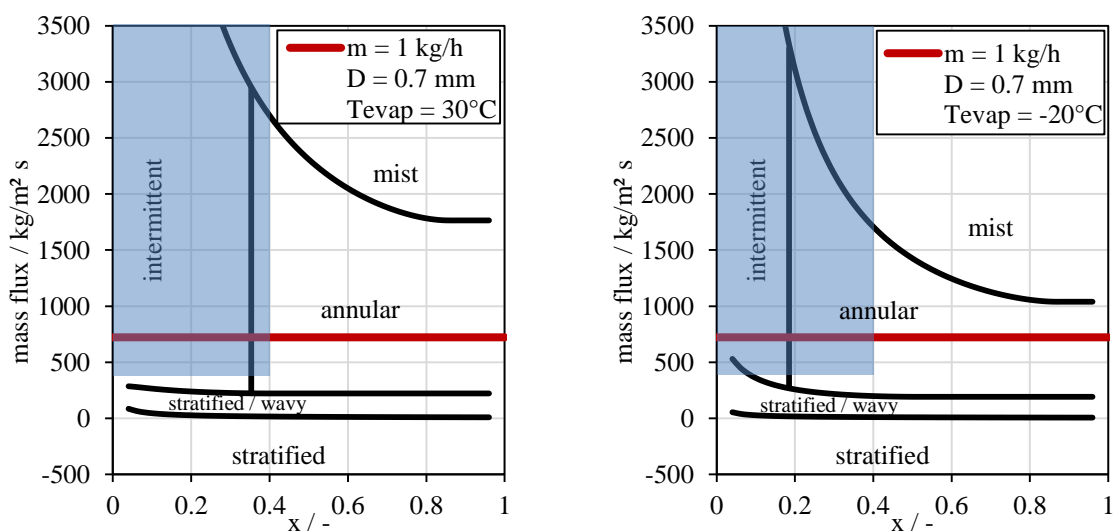 3500
3000
2500
2000
1500
1000
500
0
-500
mass flux / kg/m² s
m = 1 kg/h
D = 0.7 mm
Tevap = 30°C
intermittent
mist
annular
stratified / wavy
stratified
0
0.2
0.4
0.6
0.8
1
x / -
3500
3000
2500
2000
1500
1000
500
0
-500
mass flux / kg/m² s
m = 1 kg/h
D = 0.7 mm
Tevap = -20°C
intermittent
mist
annular
stratified / wavy
stratified
0
0.2
0.4
0.6
0.8
1
x / -